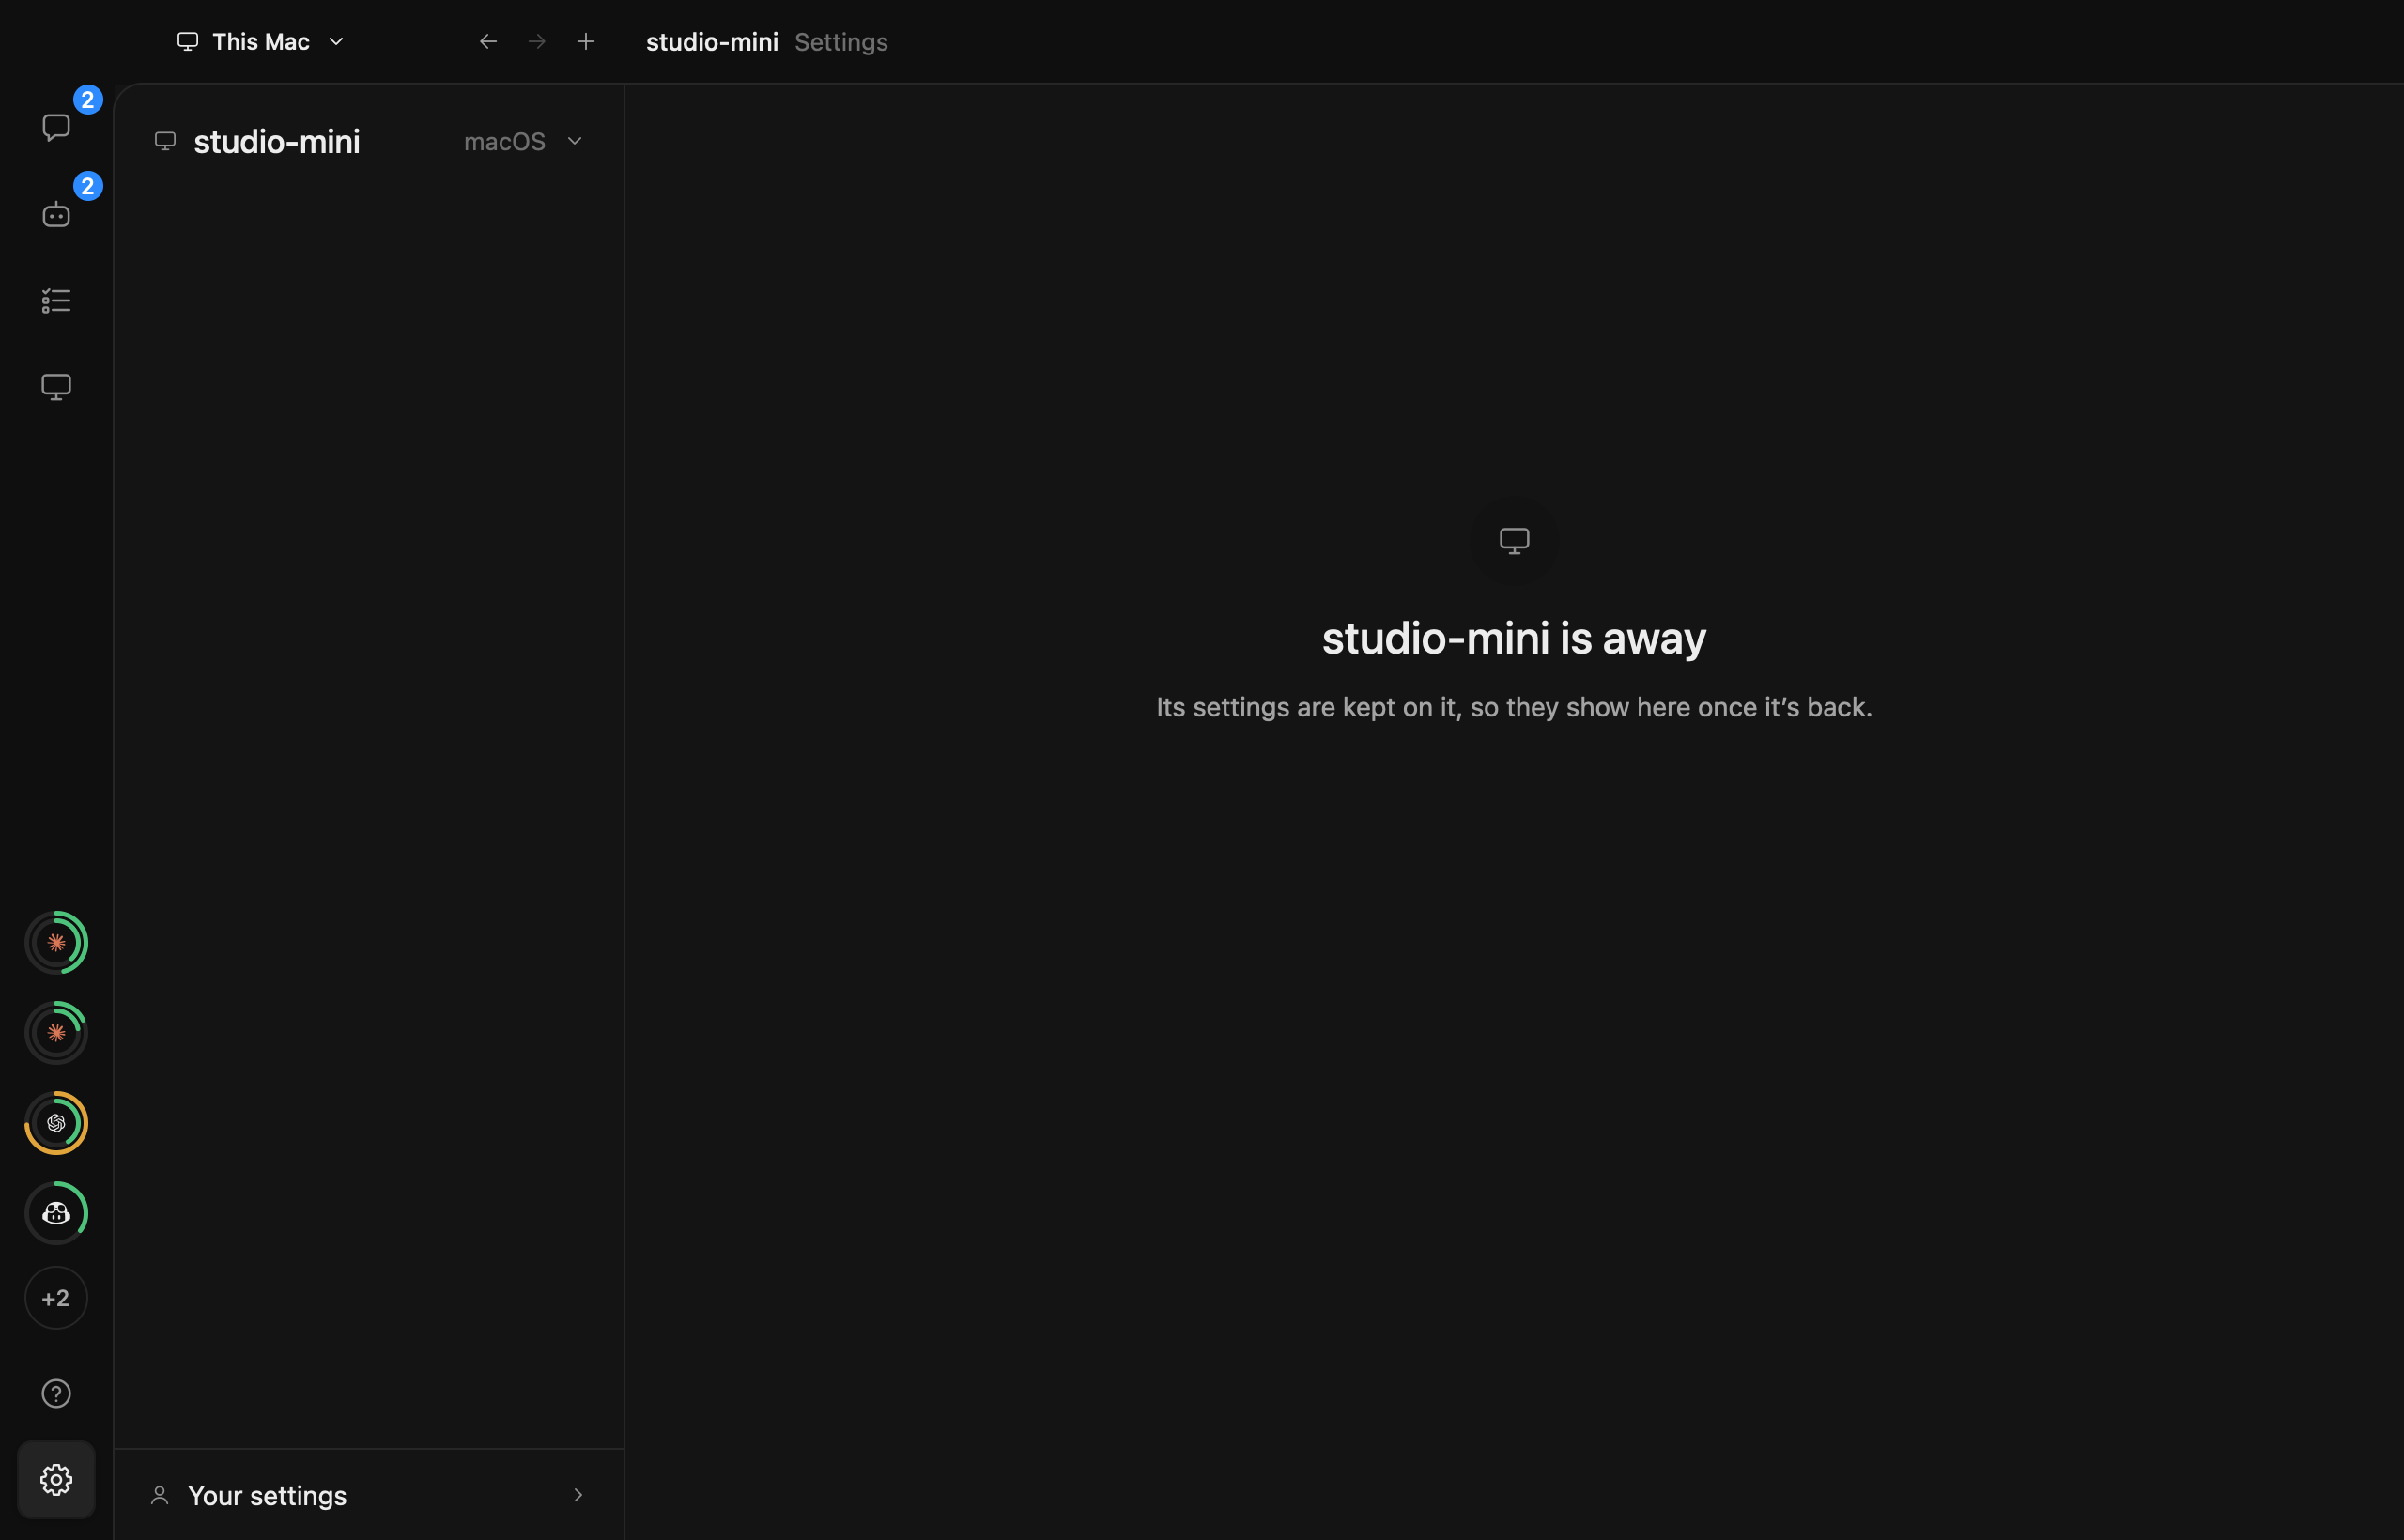 This Mac
studio-mini Settings
2
studio-mini macOS
2
studio-mini is away
Its settings are kept on it, so they show here once it’s back.
+2
?
Your settings